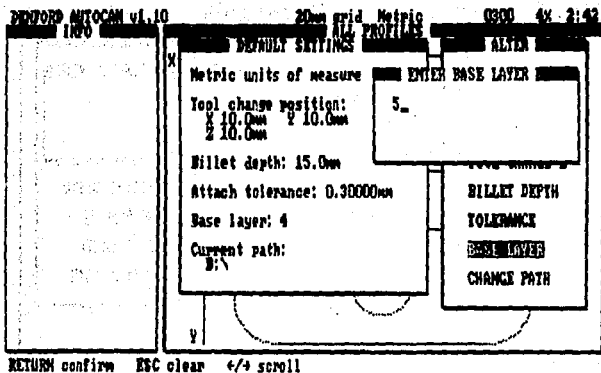 DENFORD AUTOCAM v1.10 20mm grid Metric 0300 4% 2:42
INFO
ALL PROFILES
DEFAULT SETTINGS
ALTER
X
Metric units of measure
ENTER BASE LAYER
Tool change position:
X 10.0mm Y 10.0mm
Z 10.0mm
5_
Billet depth: 15.0mm
BILLET DEPTH
Attach tolerance: 0.30000mm
TOLERANCE
Base layer: 4
BASE LAYER
Current path:
CHANGE PATH
B:\
Y
RETURN confirm ESC clear ←/→ scroll